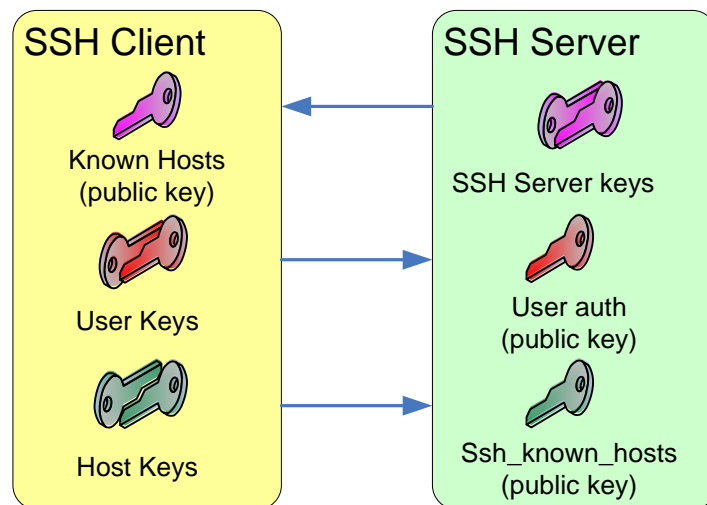 SSH Client
Known Hosts
(public key)
User Keys
Host Keys
SSH Server
SSH Server keys
User auth
(public key)
Ssh_known_hosts
(public key)